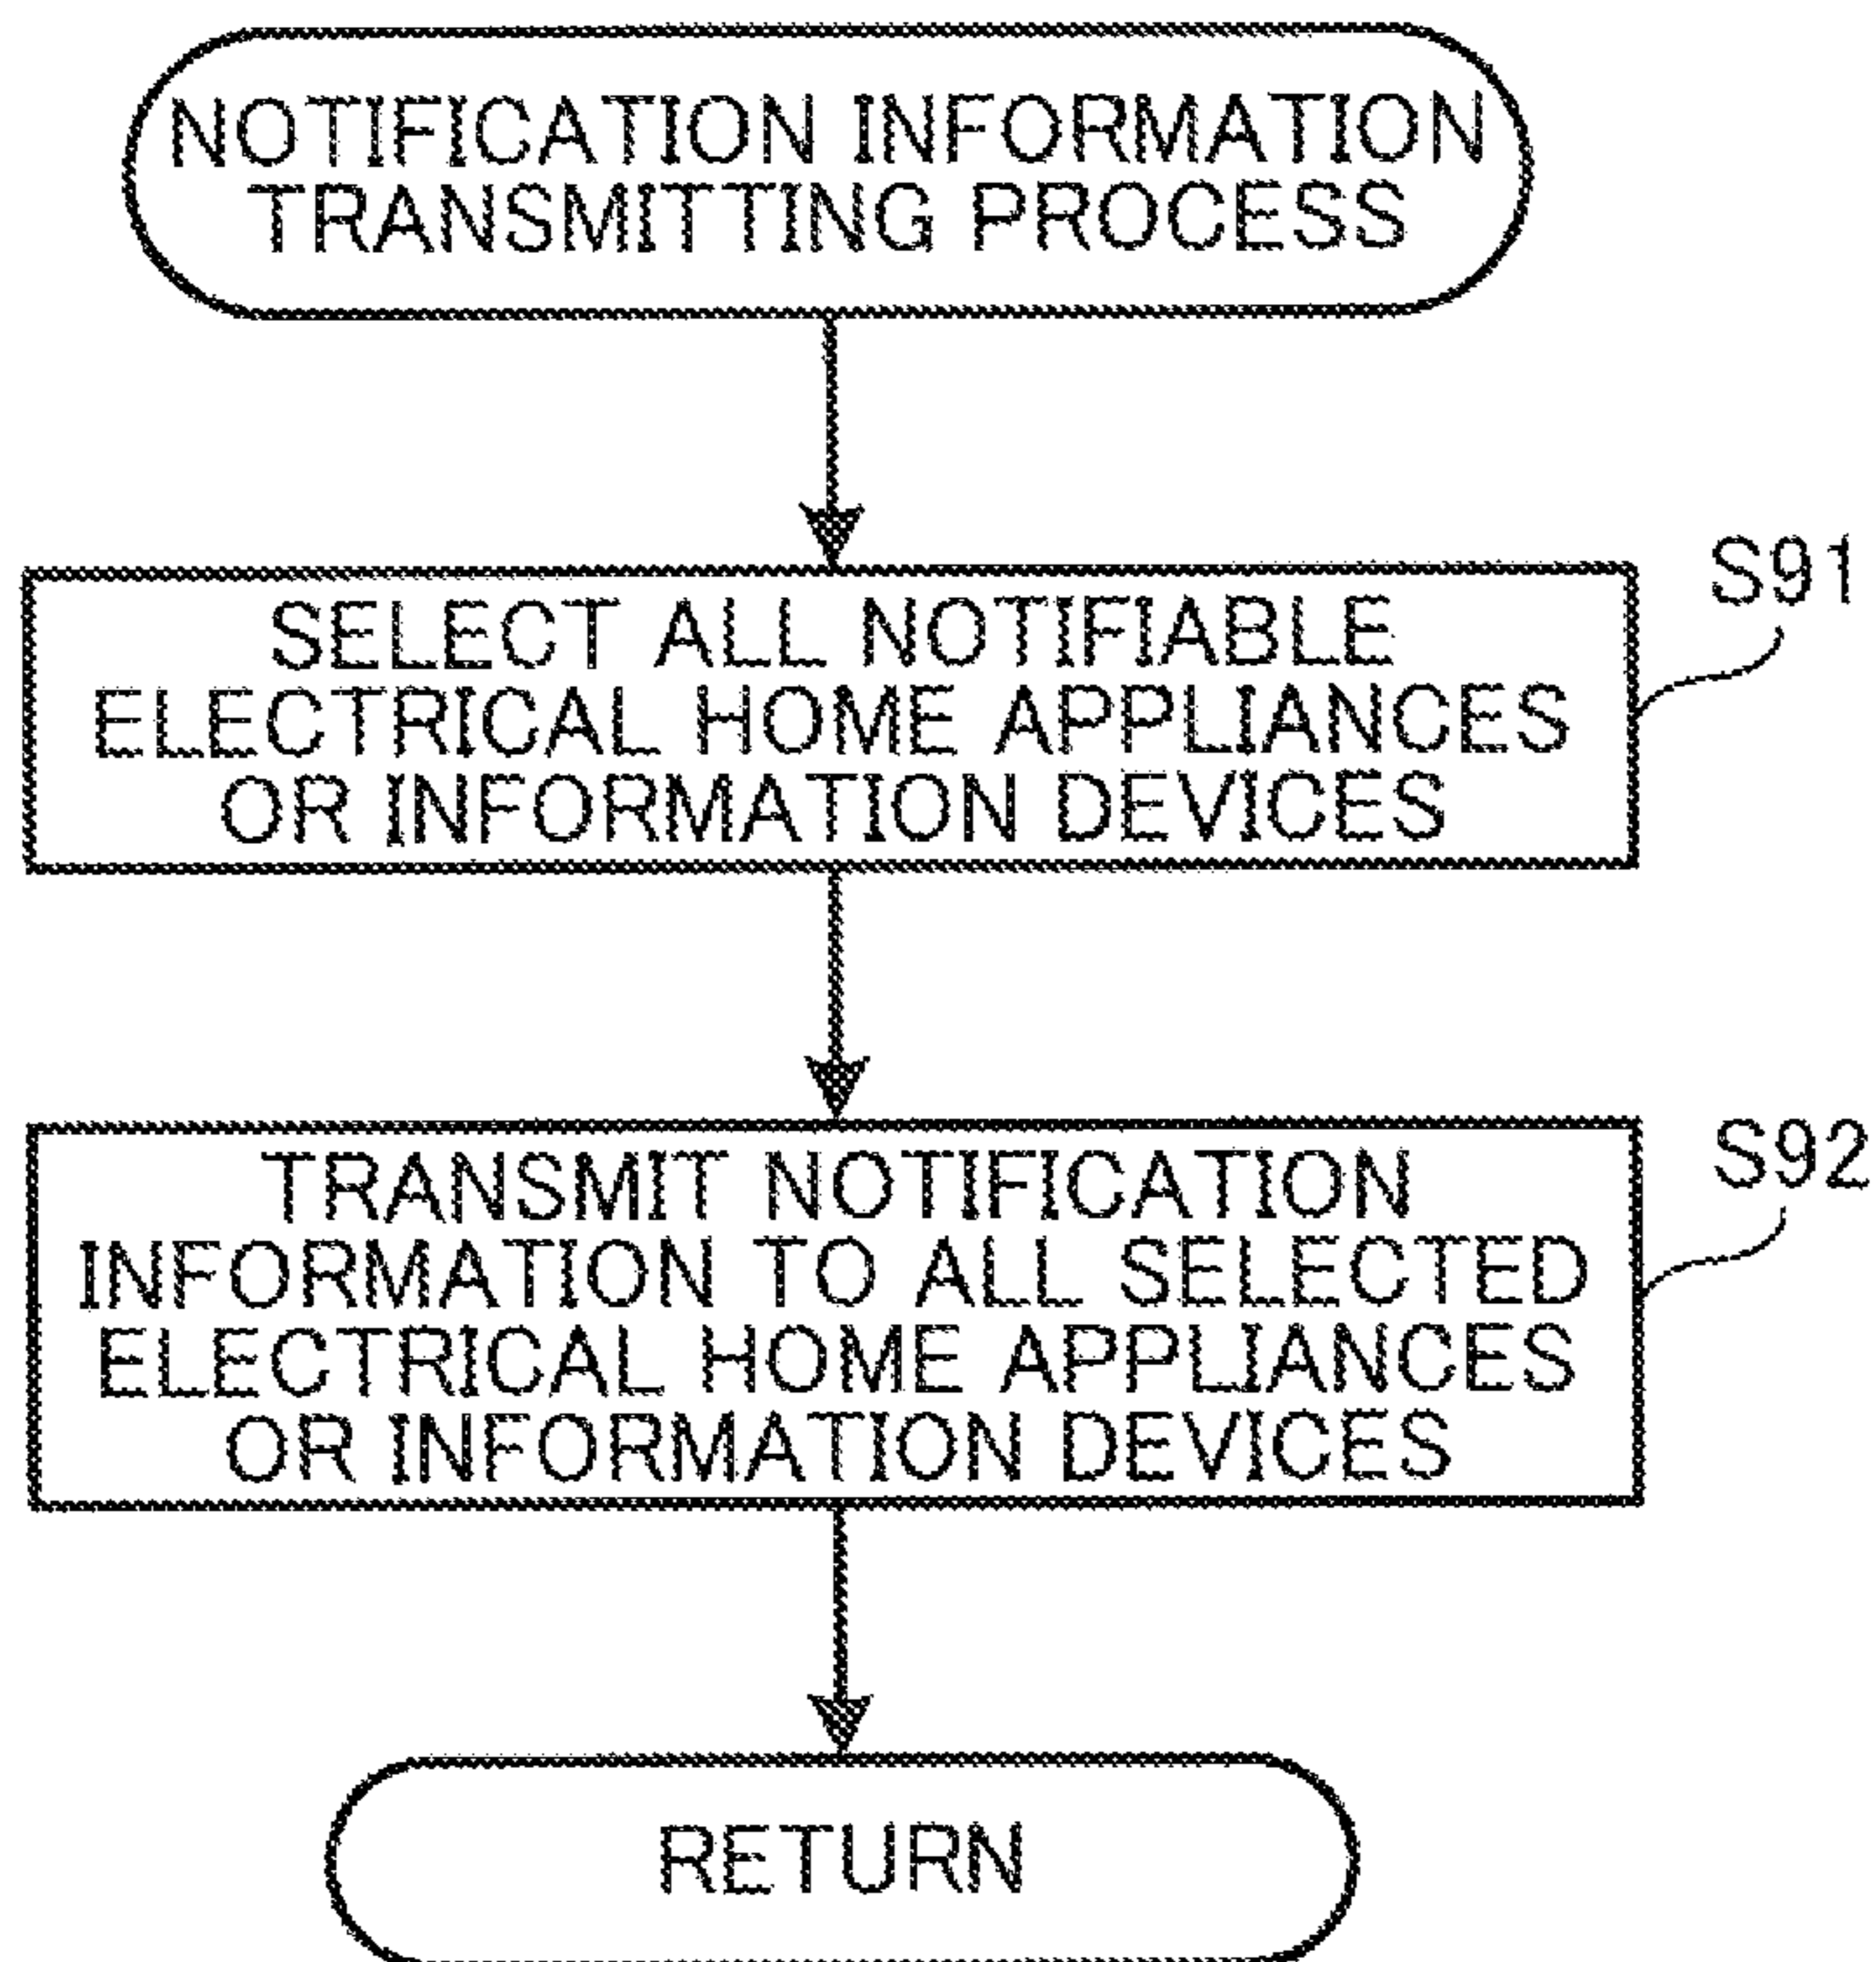 NOTIFICATION INFORMATION
TRANSMITTING PROCESS
S91
SELECT ALL NOTIFIABLE
ELECTRICAL HOME APPLIANCES
OR INFORMATION DEVICES
S92
TRANSMIT NOTIFICATION
INFORMATION TO ALL SELECTED
ELECTRICAL HOME APPLIANCES
OR INFORMATION DEVICES
RETURN